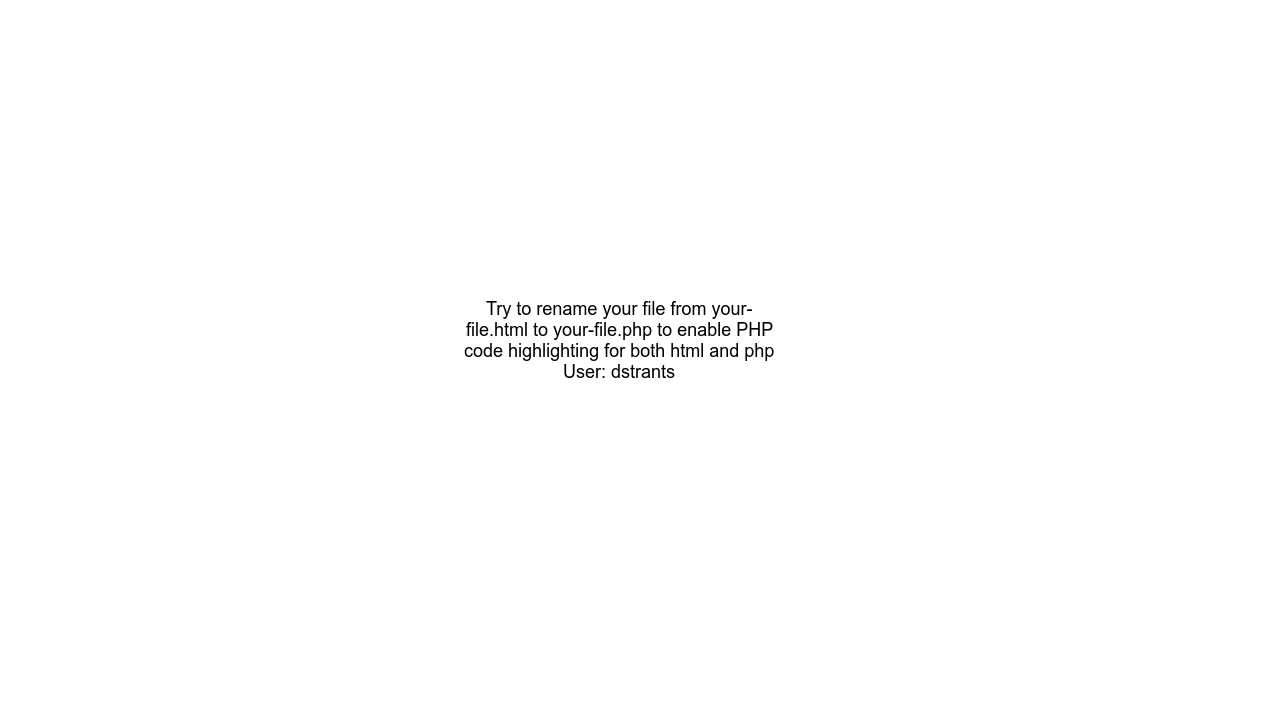 Try to rename your file from your-
file.html to your-file.php to enable PHP
code highlighting for both html and php
User: dstrants